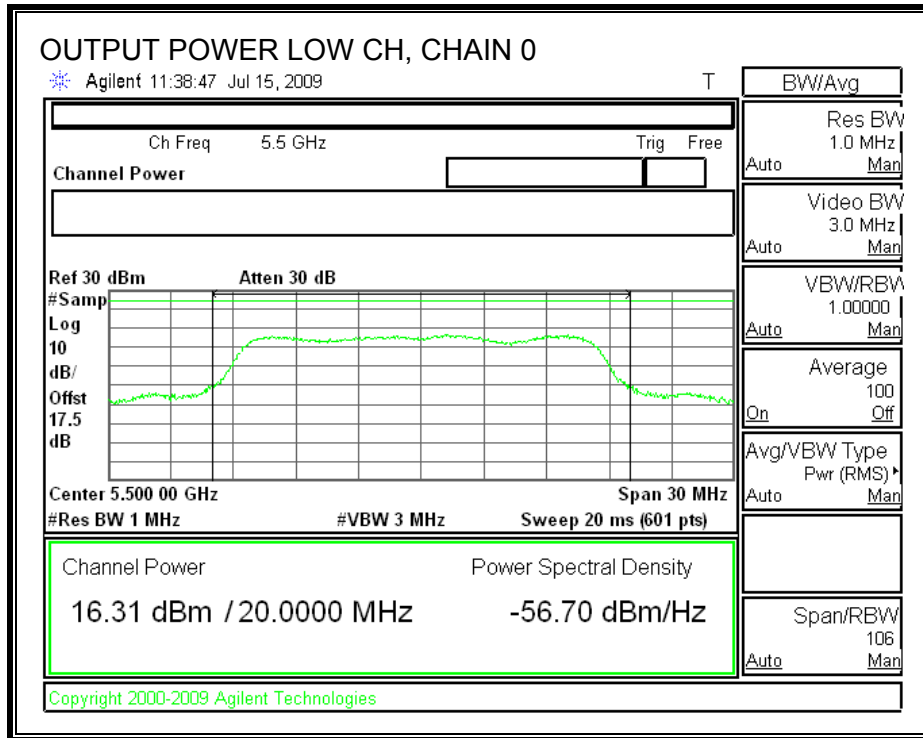 OUTPUT POWER LOW CH, CHAIN 0
Agilent 11:38:47 Jul 15, 2009 T
BW/Avg
Ch Freq 5.5 GHz Trig Free
Channel Power
Res BW
1.0 MHz
Auto Man
Video BW
3.0 MHz
Auto Man
VBW/RBW
1.00000
Auto Man
Average
100
On Off
Avg/VBW Type
Pwr (RMS)
Auto Man
Span/RBW
106
Auto Man
Ref 30 dBm Atten 30 dB
#Samp
Log
10
dB/
Offst
17.5
dB
Center 5.500 00 GHz Span 30 MHz
#Res BW 1 MHz #VBW 3 MHz Sweep 20 ms (601 pts)
Channel Power Power Spectral Density
16.31 dBm / 20.0000 MHz -56.70 dBm/Hz
Copyright 2000-2009 Agilent Technologies